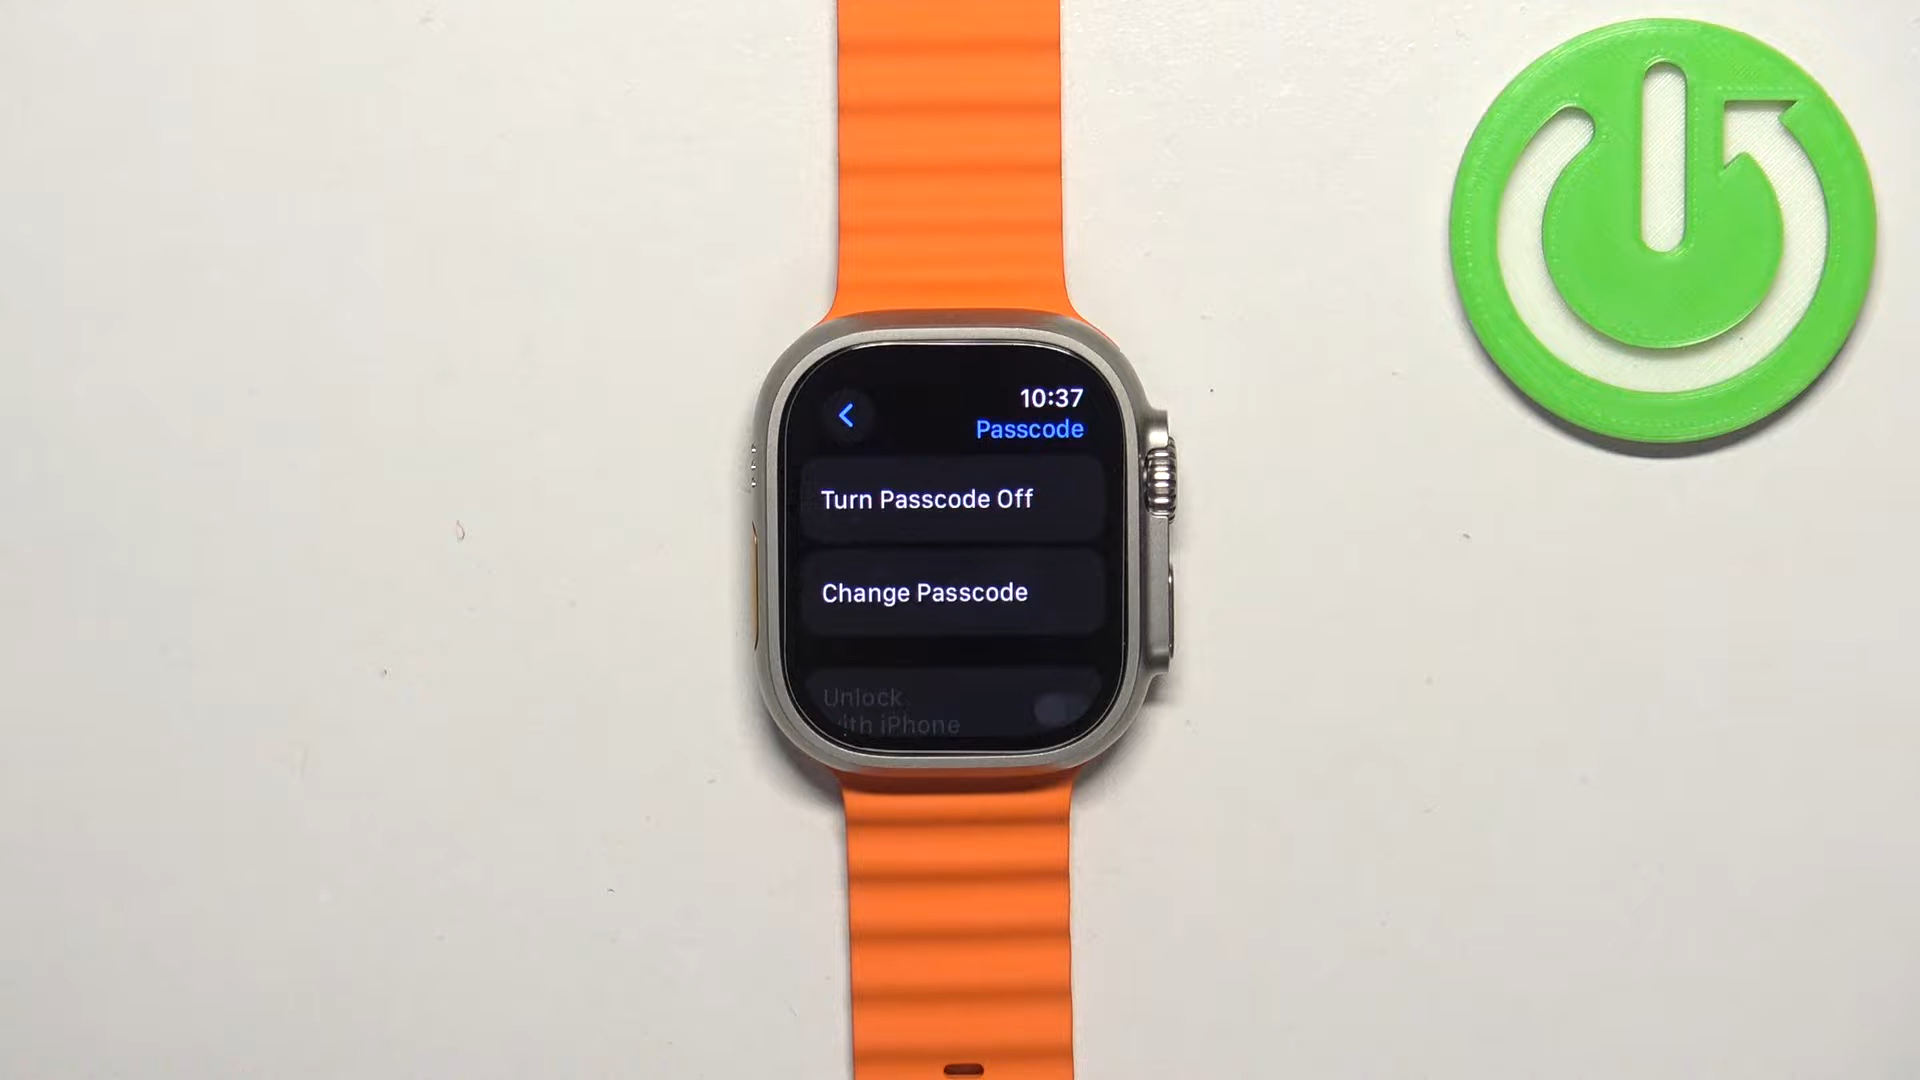 10:37
Passcode
Turn Passcode Off
Change Passcode
Unlock
with iPhone